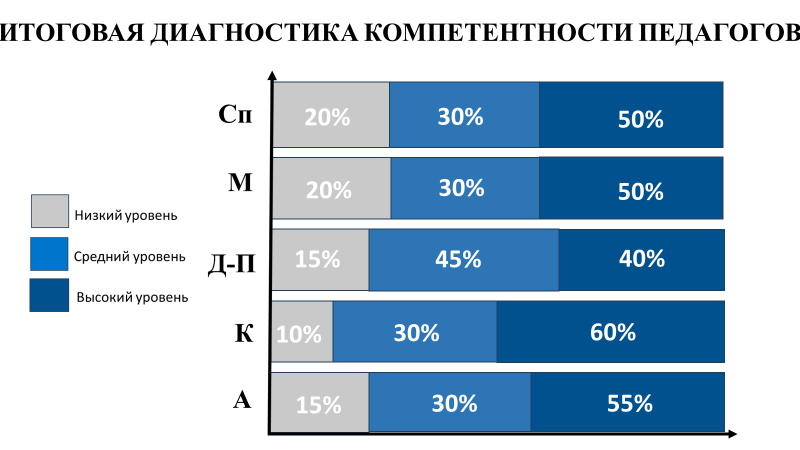 ИТОГОВАЯ ДИАГНОСТИКА КОМПЕТЕНТНОСТИ ПЕДАГОГОВ
Сп 20% 30% 50%
М 20% 30% 50%
Низкий уровень
Средний уровень
Высокий уровень
Д-П 15% 45% 40%
К 10% 30% 60%
А 15% 30% 55%